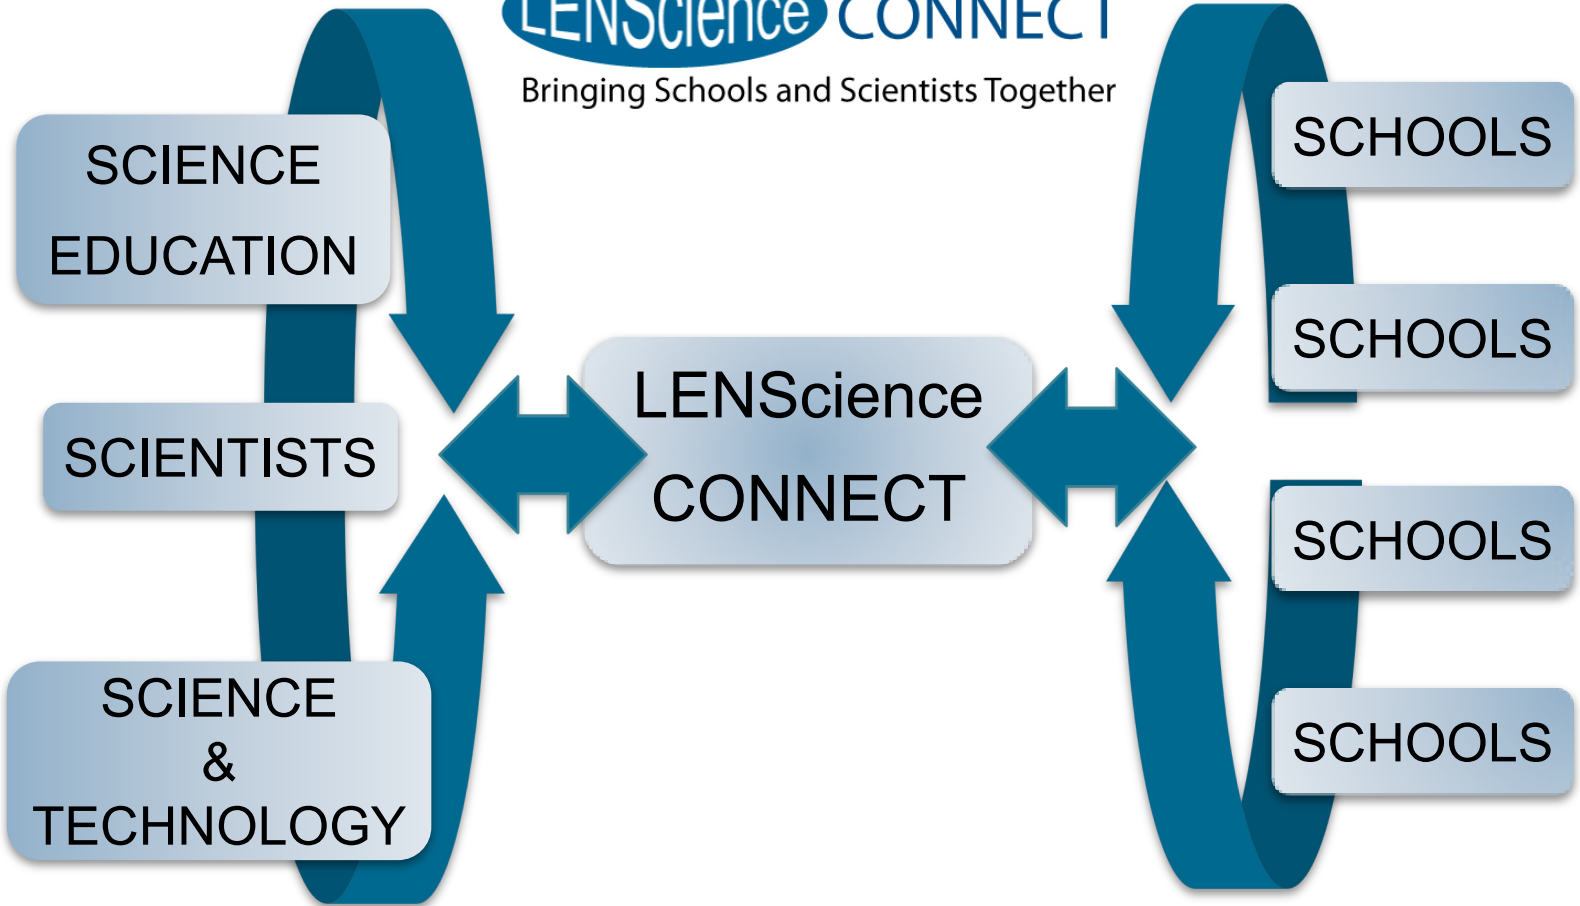 LENScience CONNECT
Bringing Schools and Scientists Together
SCIENCE
EDUCATION
SCIENTISTS
SCIENCE
&
TECHNOLOGY
LENScience
CONNECT
SCHOOLS
SCHOOLS
SCHOOLS
SCHOOLS